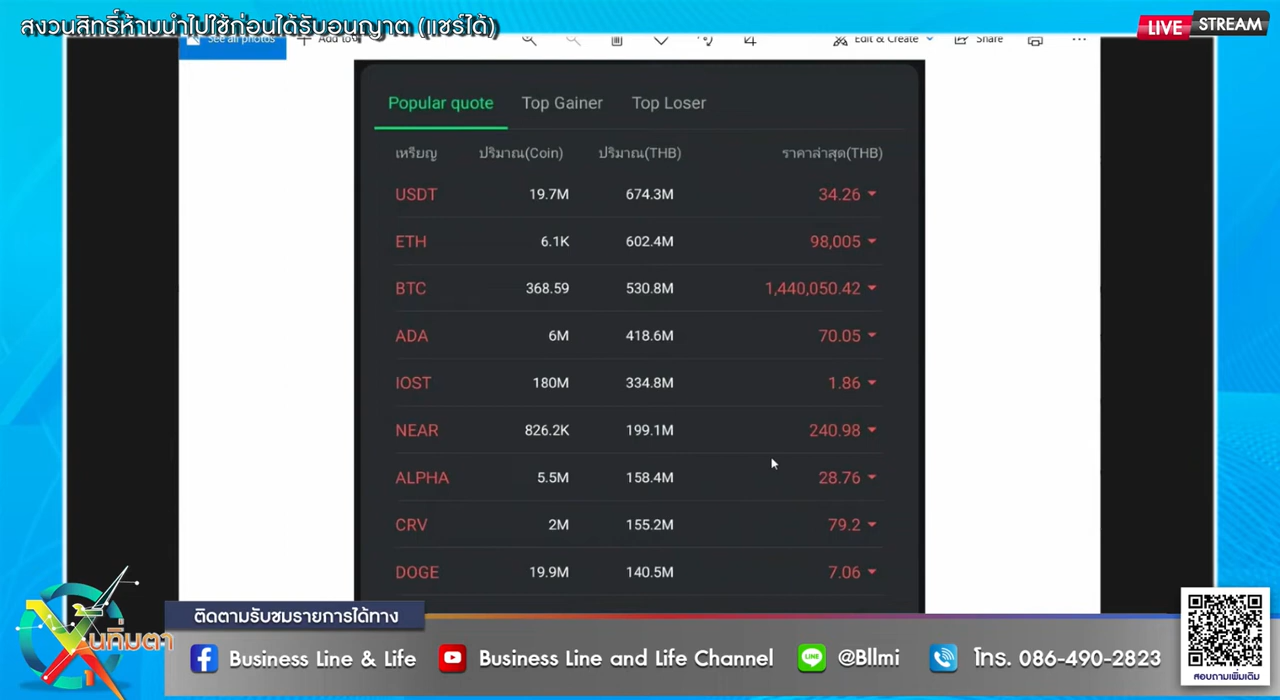 สงวนสิทธิ์ห้ามนำไปใช้ก่อนได้รับอนุญาต (แชร์ได้)
LIVE STREAM
See all photos
Edit & Create
Share
Popular quote Top Gainer Top Loser
เหรียญ ปริมาณ(Coin) ปริมาณ(THB) ราคาล่าสุด(THB)
USDT 19.7M 674.3M 34.26
ETH 6.1K 602.4M 98,005
BTC 368.59 530.8M 1,440,050.42
ADA 6M 418.6M 70.05
IOST 180M 334.8M 1.86
NEAR 826.2K 199.1M 240.98
ALPHA 5.5M 158.4M 28.76
CRV 2M 155.2M 79.2
DOGE 19.9M 140.5M 7.06
ติดตามรับชมรายการได้ทาง
Business Line & Life
Business Line and Life Channel
LINE
@Bllmi
โทร. 086-490-2823
สอบถามเพิ่มเติม